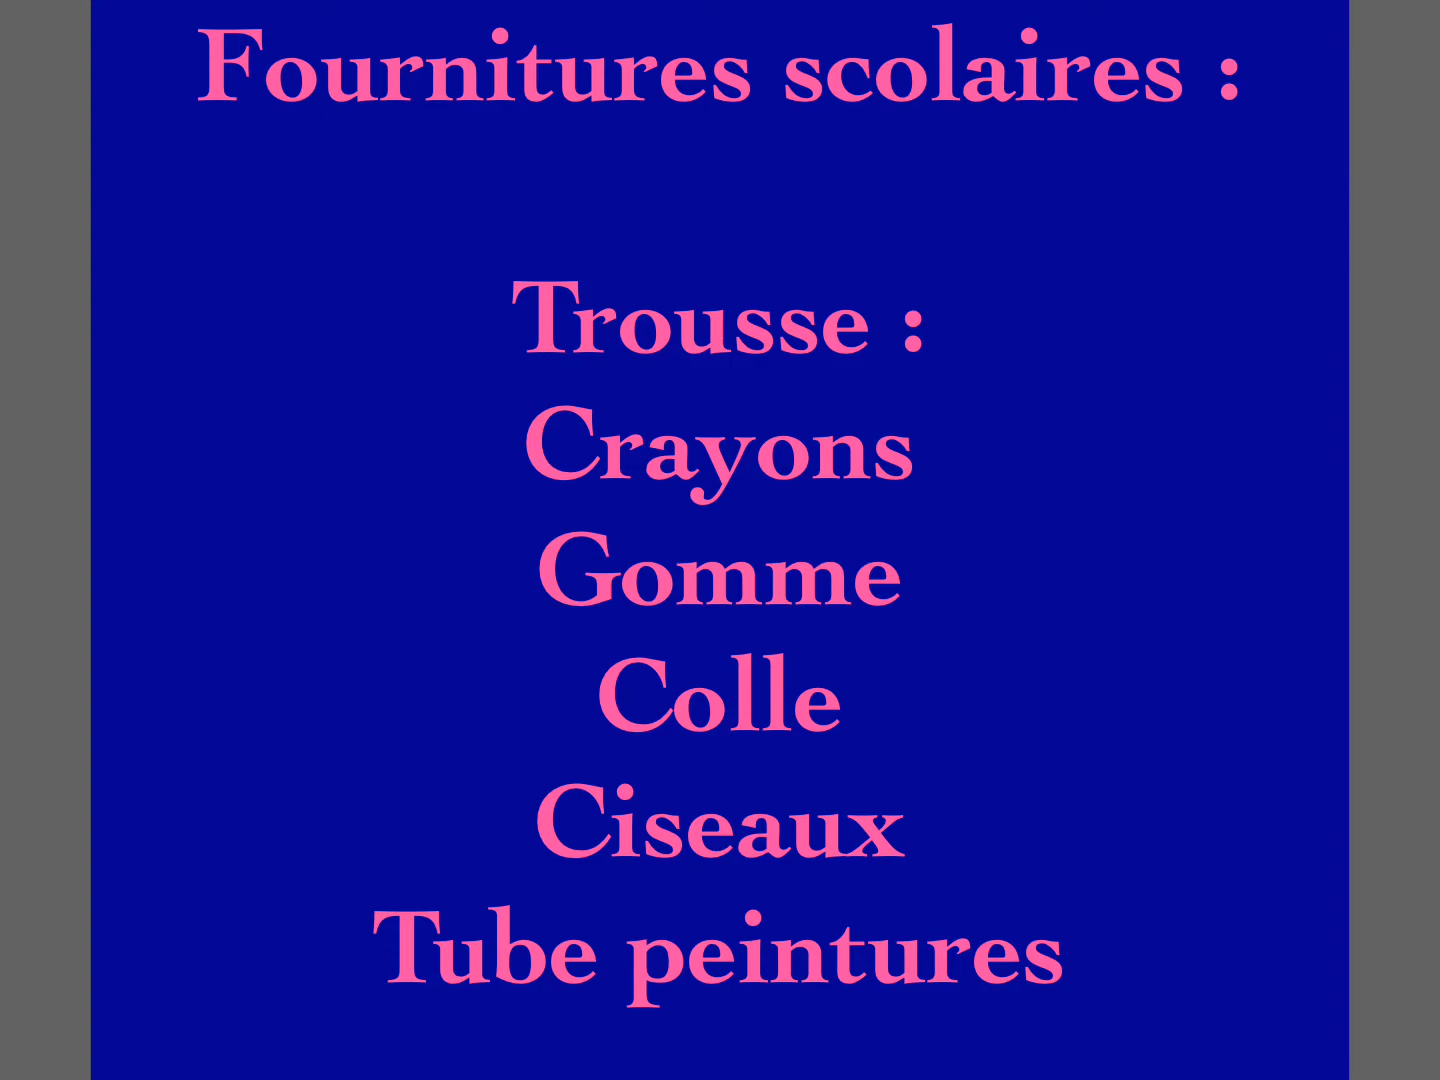 Fournitures scolaires :
Trousse :
Crayons
Gomme
Colle
Ciseaux
Tube peintures